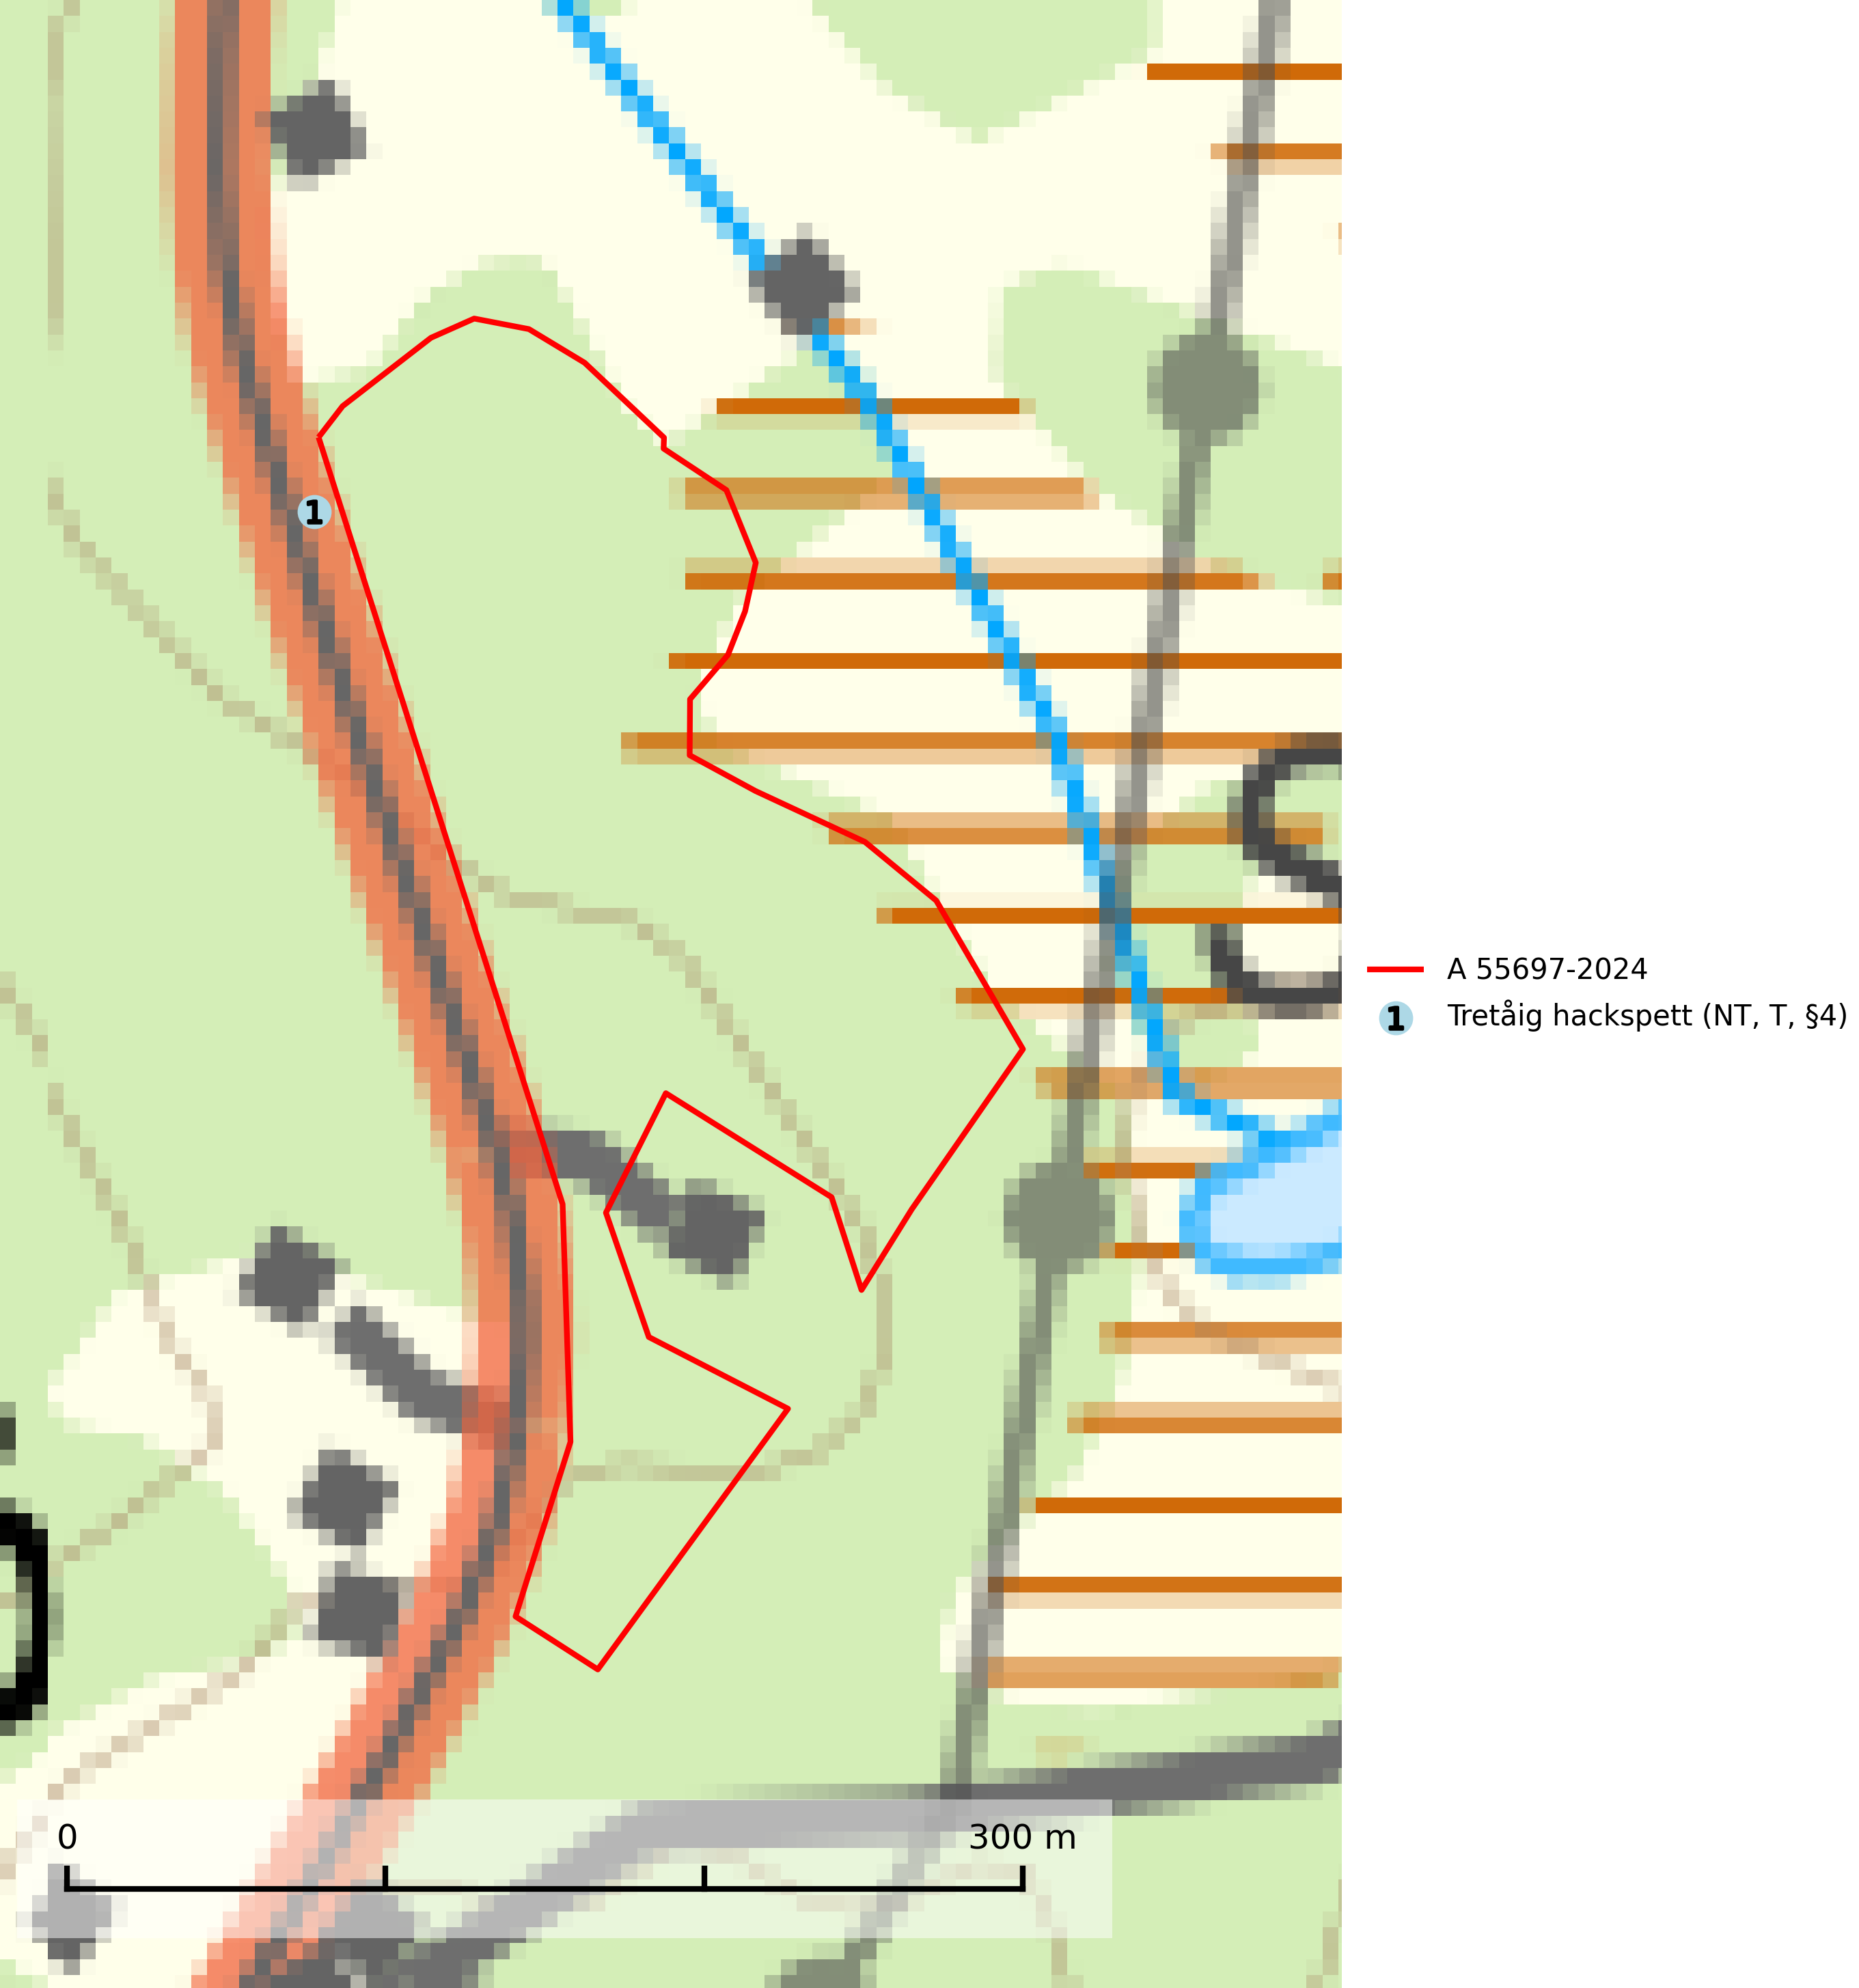 1
A 55697-2024
1 Tretåig hackspett (NT, T, §4)
0 300 m